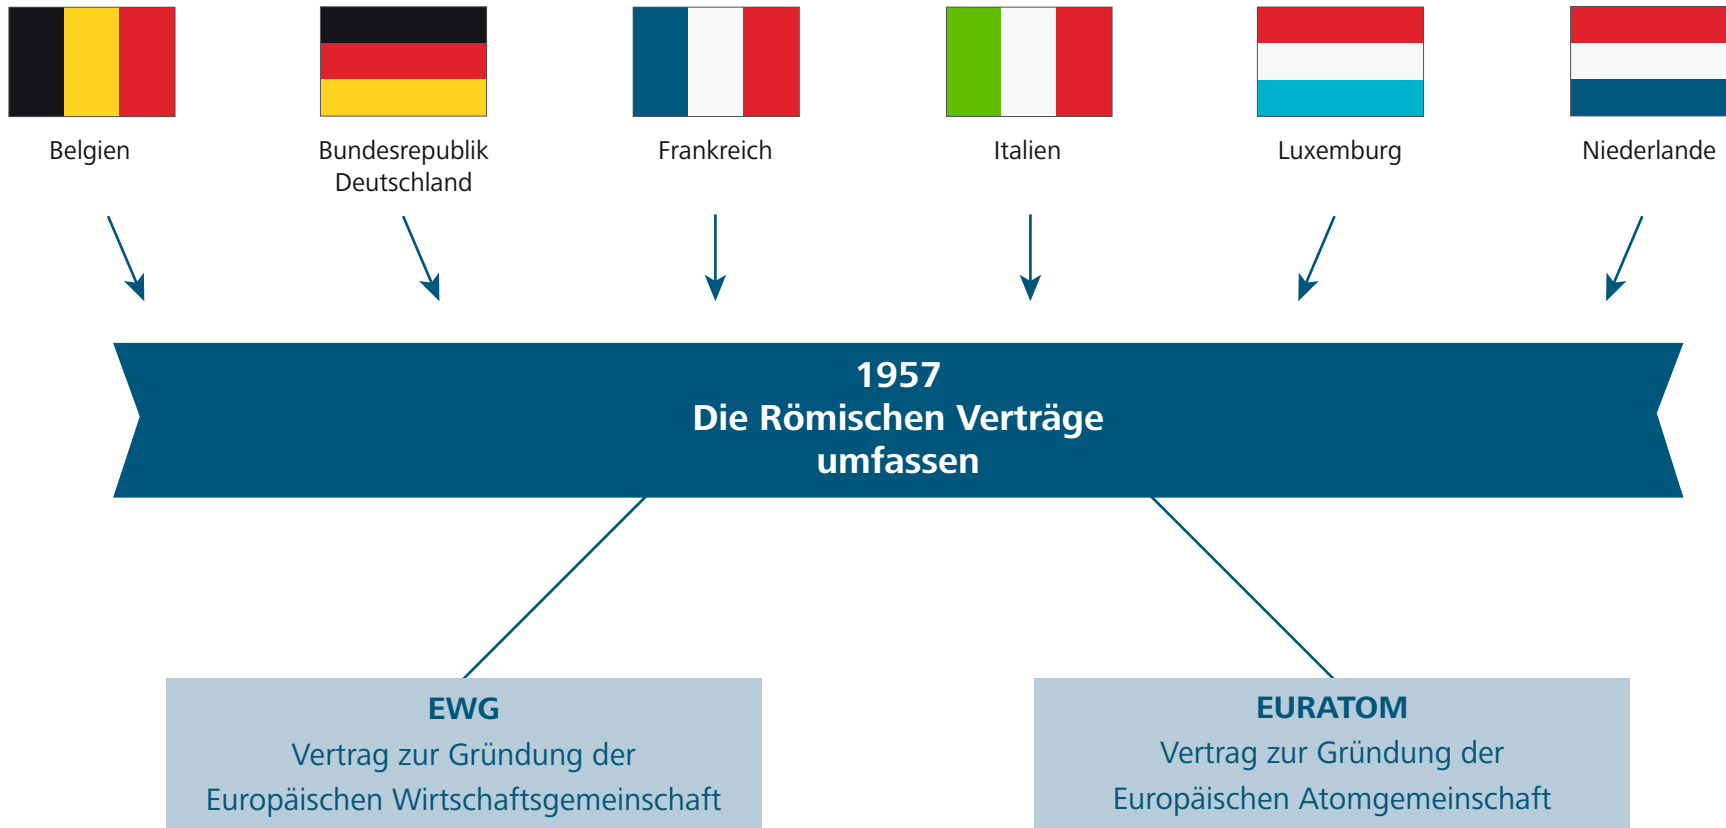 Belgien
Bundesrepublik
Deutschland
Frankreich
Italien
Luxemburg
Niederlande
1957
Die Römischen Verträge
umfassen
EWG
Vertrag zur Gründung der
Europäischen Wirtschaftsgemeinschaft
EURATOM
Vertrag zur Gründung der
Europäischen Atomgemeinschaft